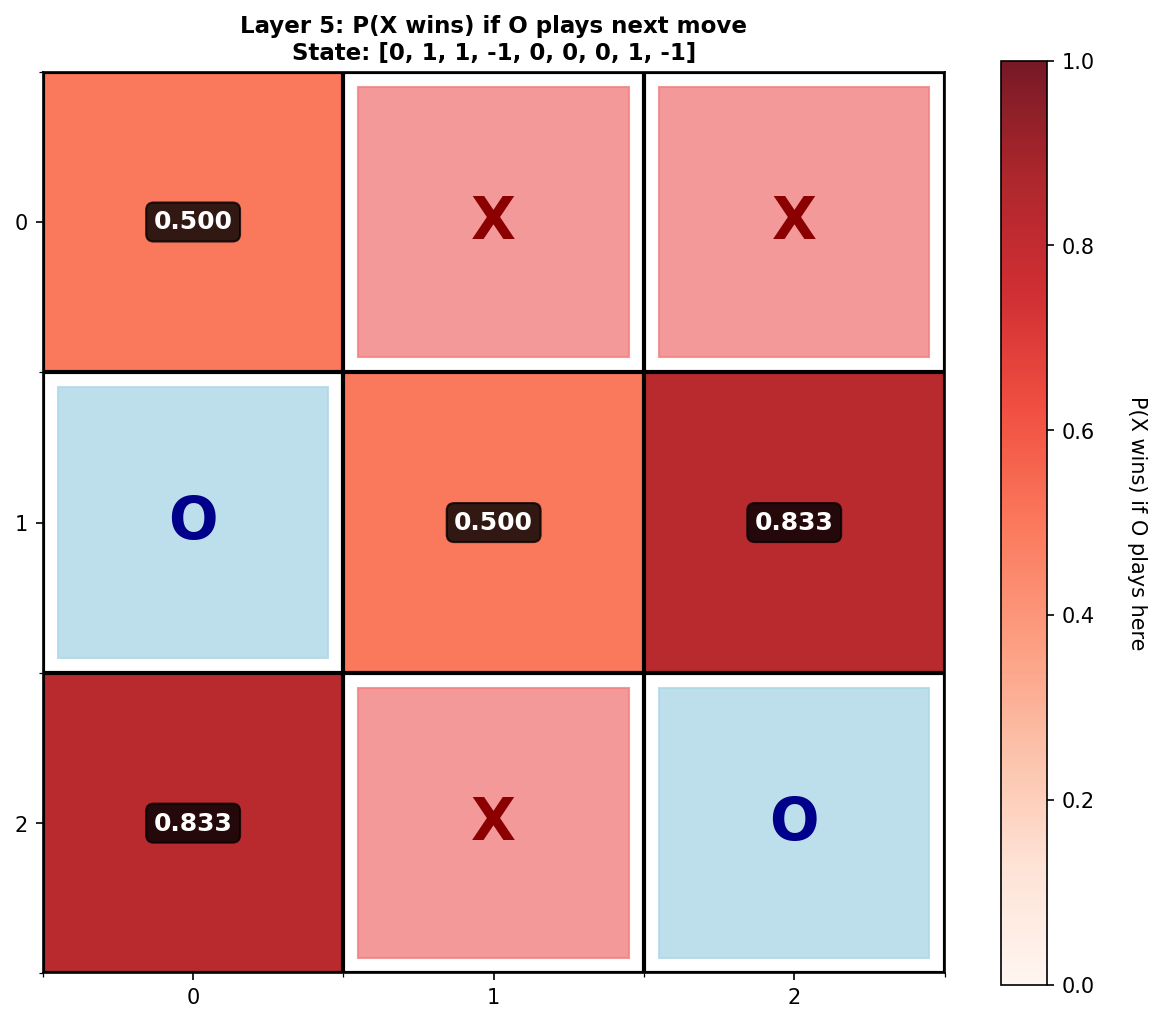 Layer 5: P(X wins) if O plays next move
State: [0, 1, 1, -1, 0, 0, 0, 1, -1]
0
0.500
X
X
1
O
0.500
0.833
2
0.833
X
O
0
1
2
1.0
0.8
0.6
0.4
0.2
0.0
P(X wins) if O plays here